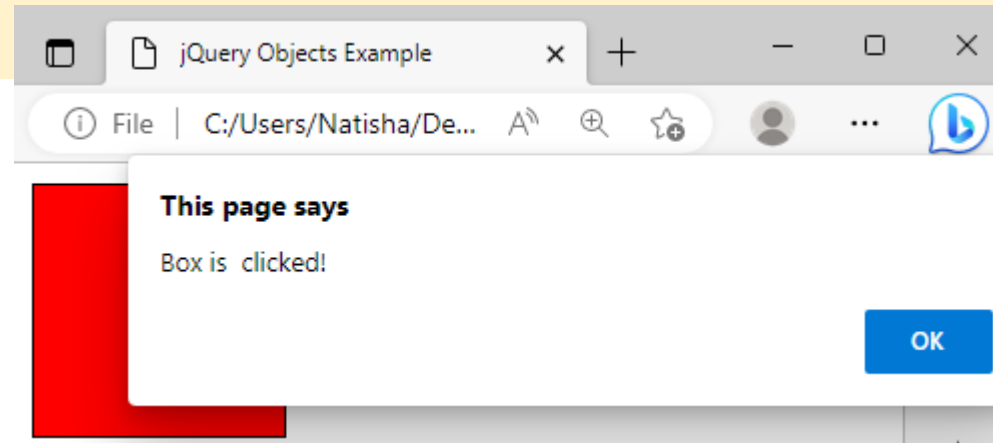 jQuery Objects Example
File | C:/Users/Natisha/De...
This page says
Box is  clicked!
OK